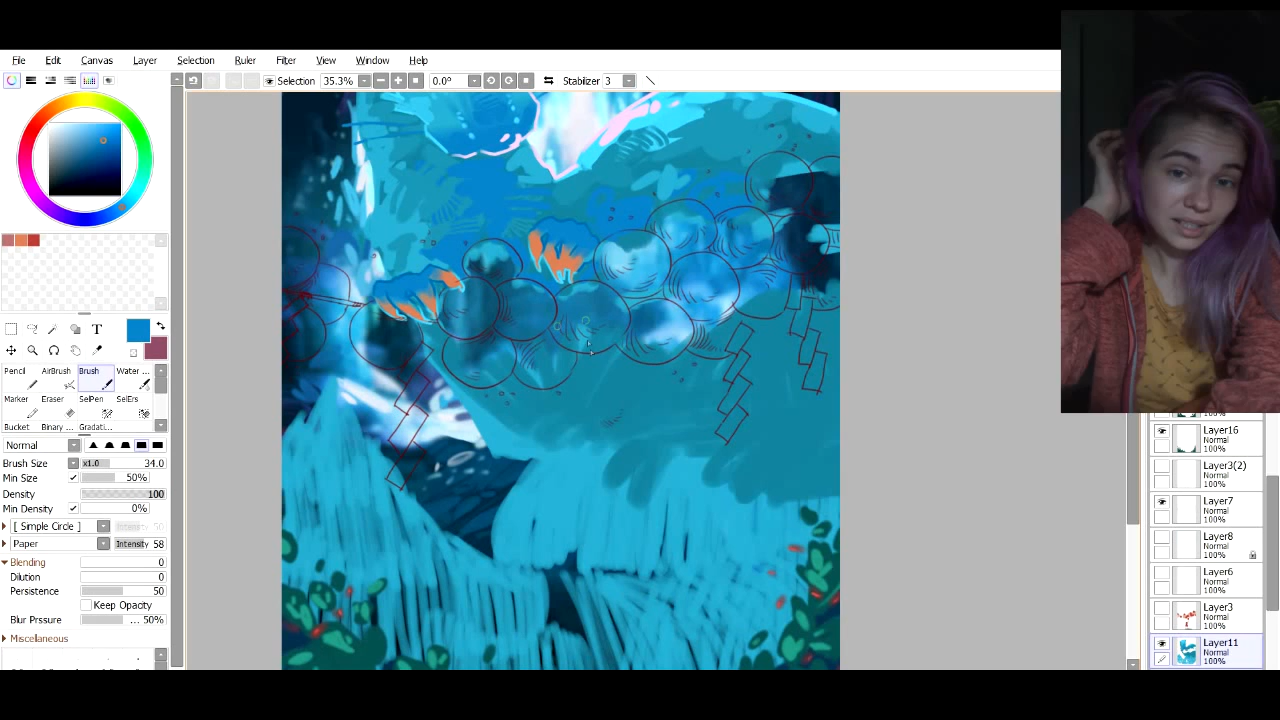 File Edit Canvas Layer Selection Ruler Filter View Window Help
Selection 35.3% 0.0° Stabilizer 3
T
Pencil AirBrush Brush Water ...
Marker Eraser SelPen SelErs
Bucket Binary ... Gradati...
Normal
Brush Size x1.0 34.0
Min Size 50%
Density 100
Min Density 0%
[ Simple Circle ] Intensity 50
Paper Intensity 58
Blending 0
Dilution 0
Persistence 50
Keep Opacity
Blur Prssure ... 50%
Miscellaneous
100%
Layer16
Normal
100%
Layer3(2)
Normal
100%
Layer7
Normal
100%
Layer8
Normal
100%
Layer6
Normal
100%
Layer3
Normal
100%
Layer11
Normal
100%